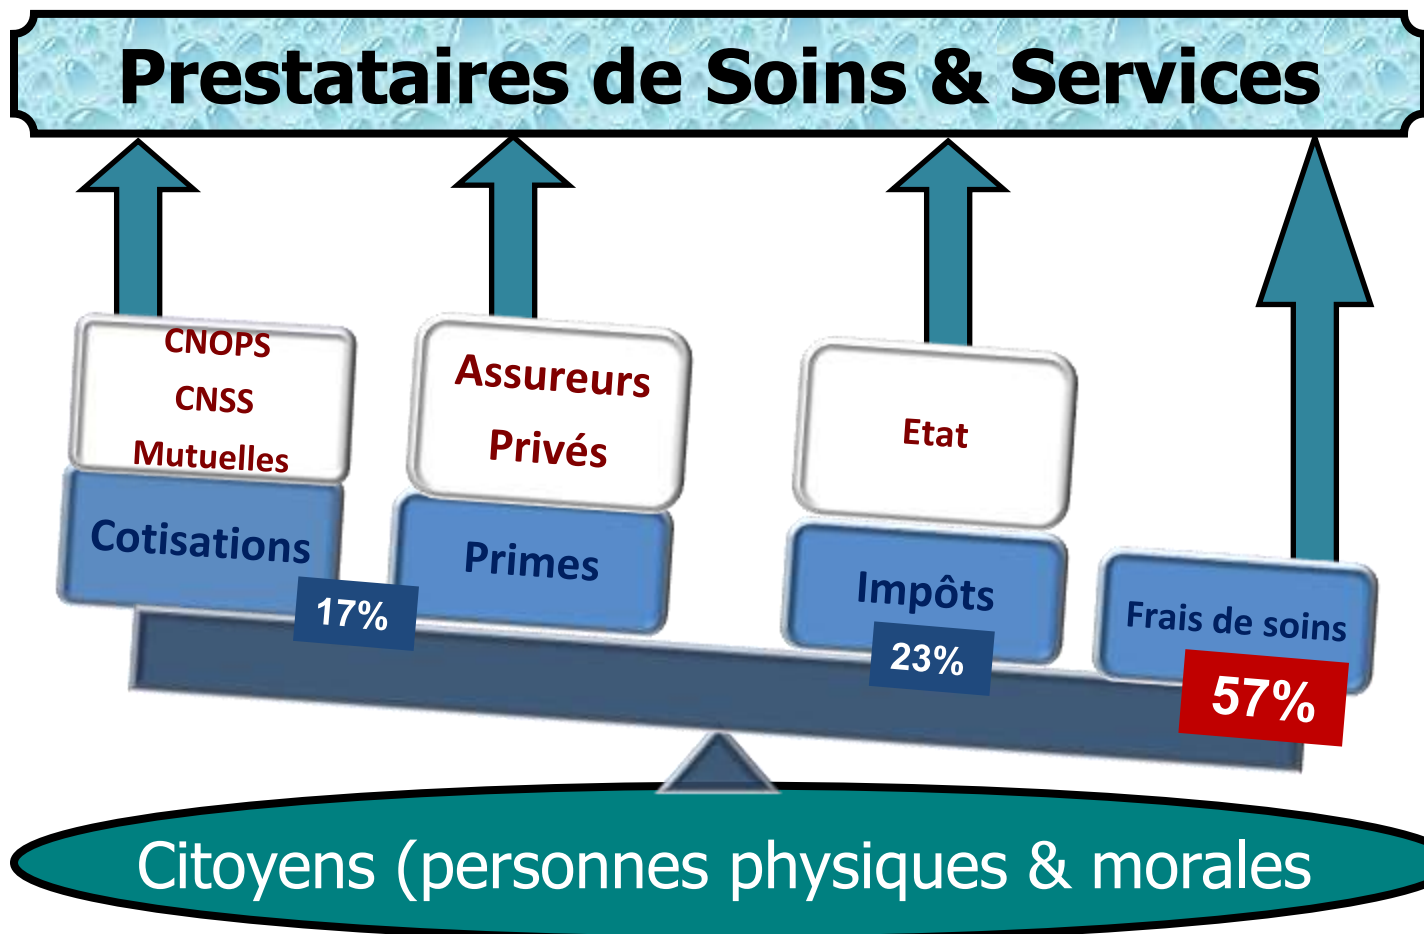 Prestataires de Soins & Services
CNOPS
CNSS
Mutuelles
Cotisations
Assureurs
Privés
Primes
17%
Etat
Impôts
23%
Frais de soins
57%
Citoyens (personnes physiques & morales